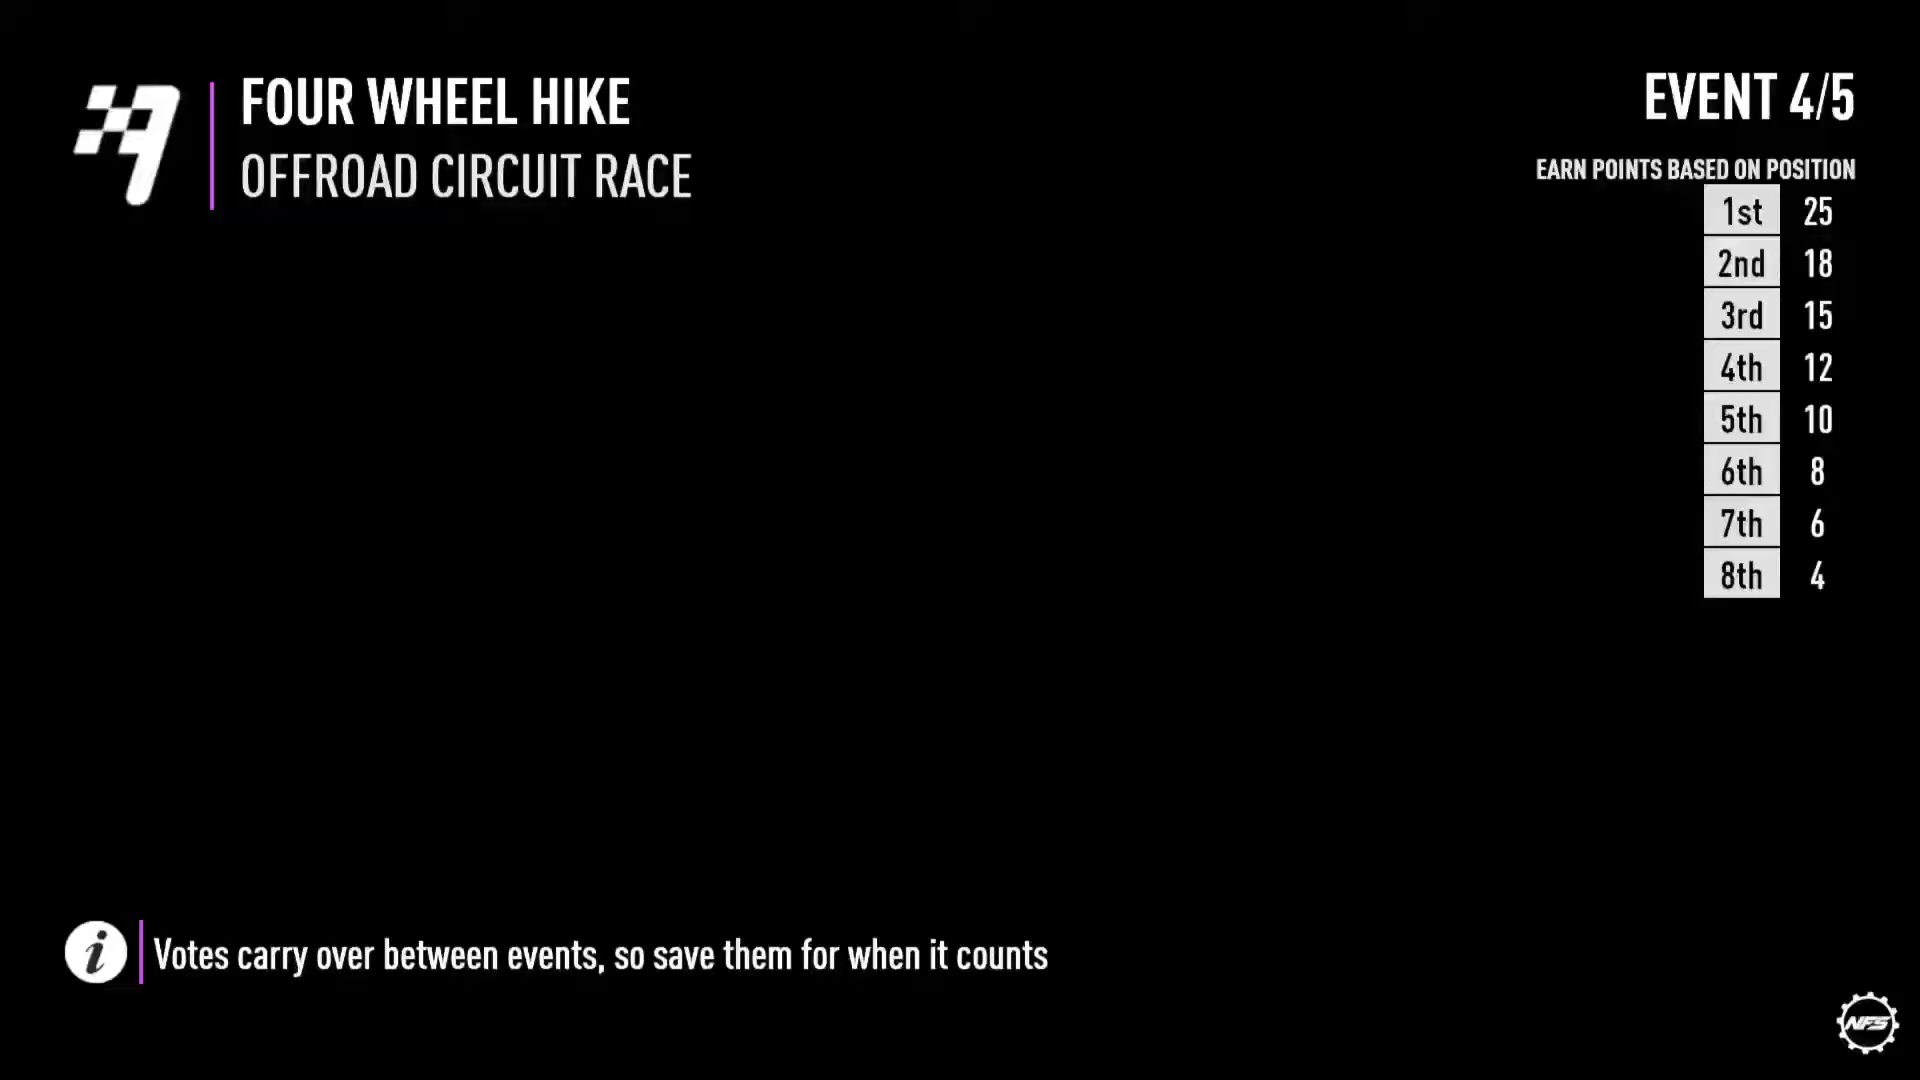 FOUR WHEEL HIKE
OFFROAD CIRCUIT RACE
EVENT 4/5
EARN POINTS BASED ON POSITION
1st 25
2nd 18
3rd 15
4th 12
5th 10
6th 8
7th 6
8th 4
i Votes carry over between events, so save them for when it counts
NFS